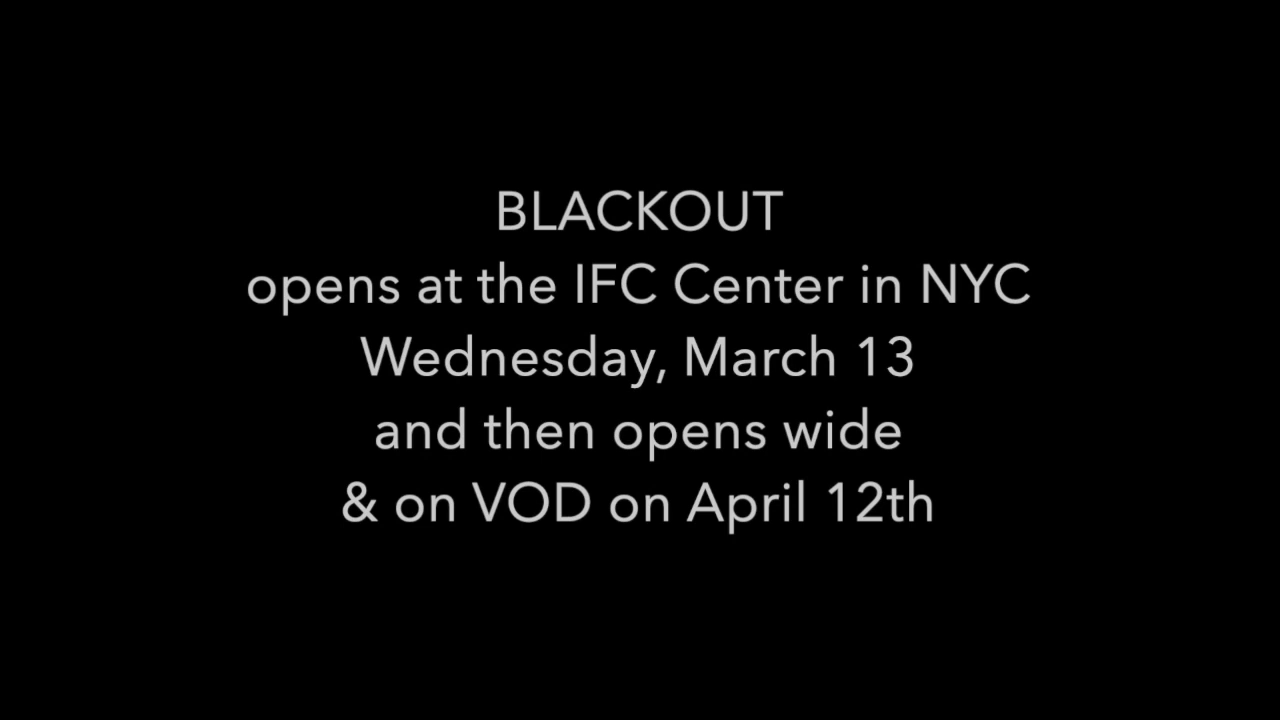 BLACKOUT
opens at the IFC Center in NYC
Wednesday, March 13
and then opens wide
& on VOD on April 12th